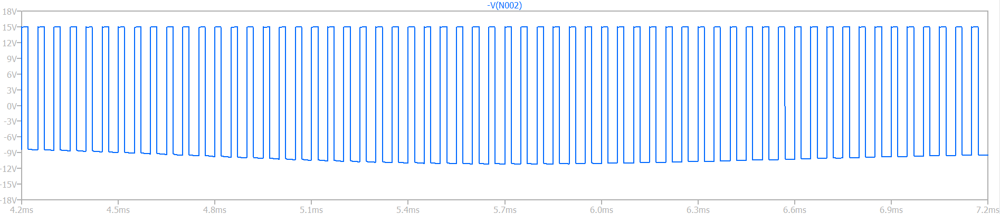 -V(N002)
18V
15V
12V
9V
6V
3V
0V
-3V
-6V
-9V
-12V
-15V
-18V
4.2ms 4.5ms 4.8ms 5.1ms 5.4ms 5.7ms 6.0ms 6.3ms 6.6ms 6.9ms 7.2ms